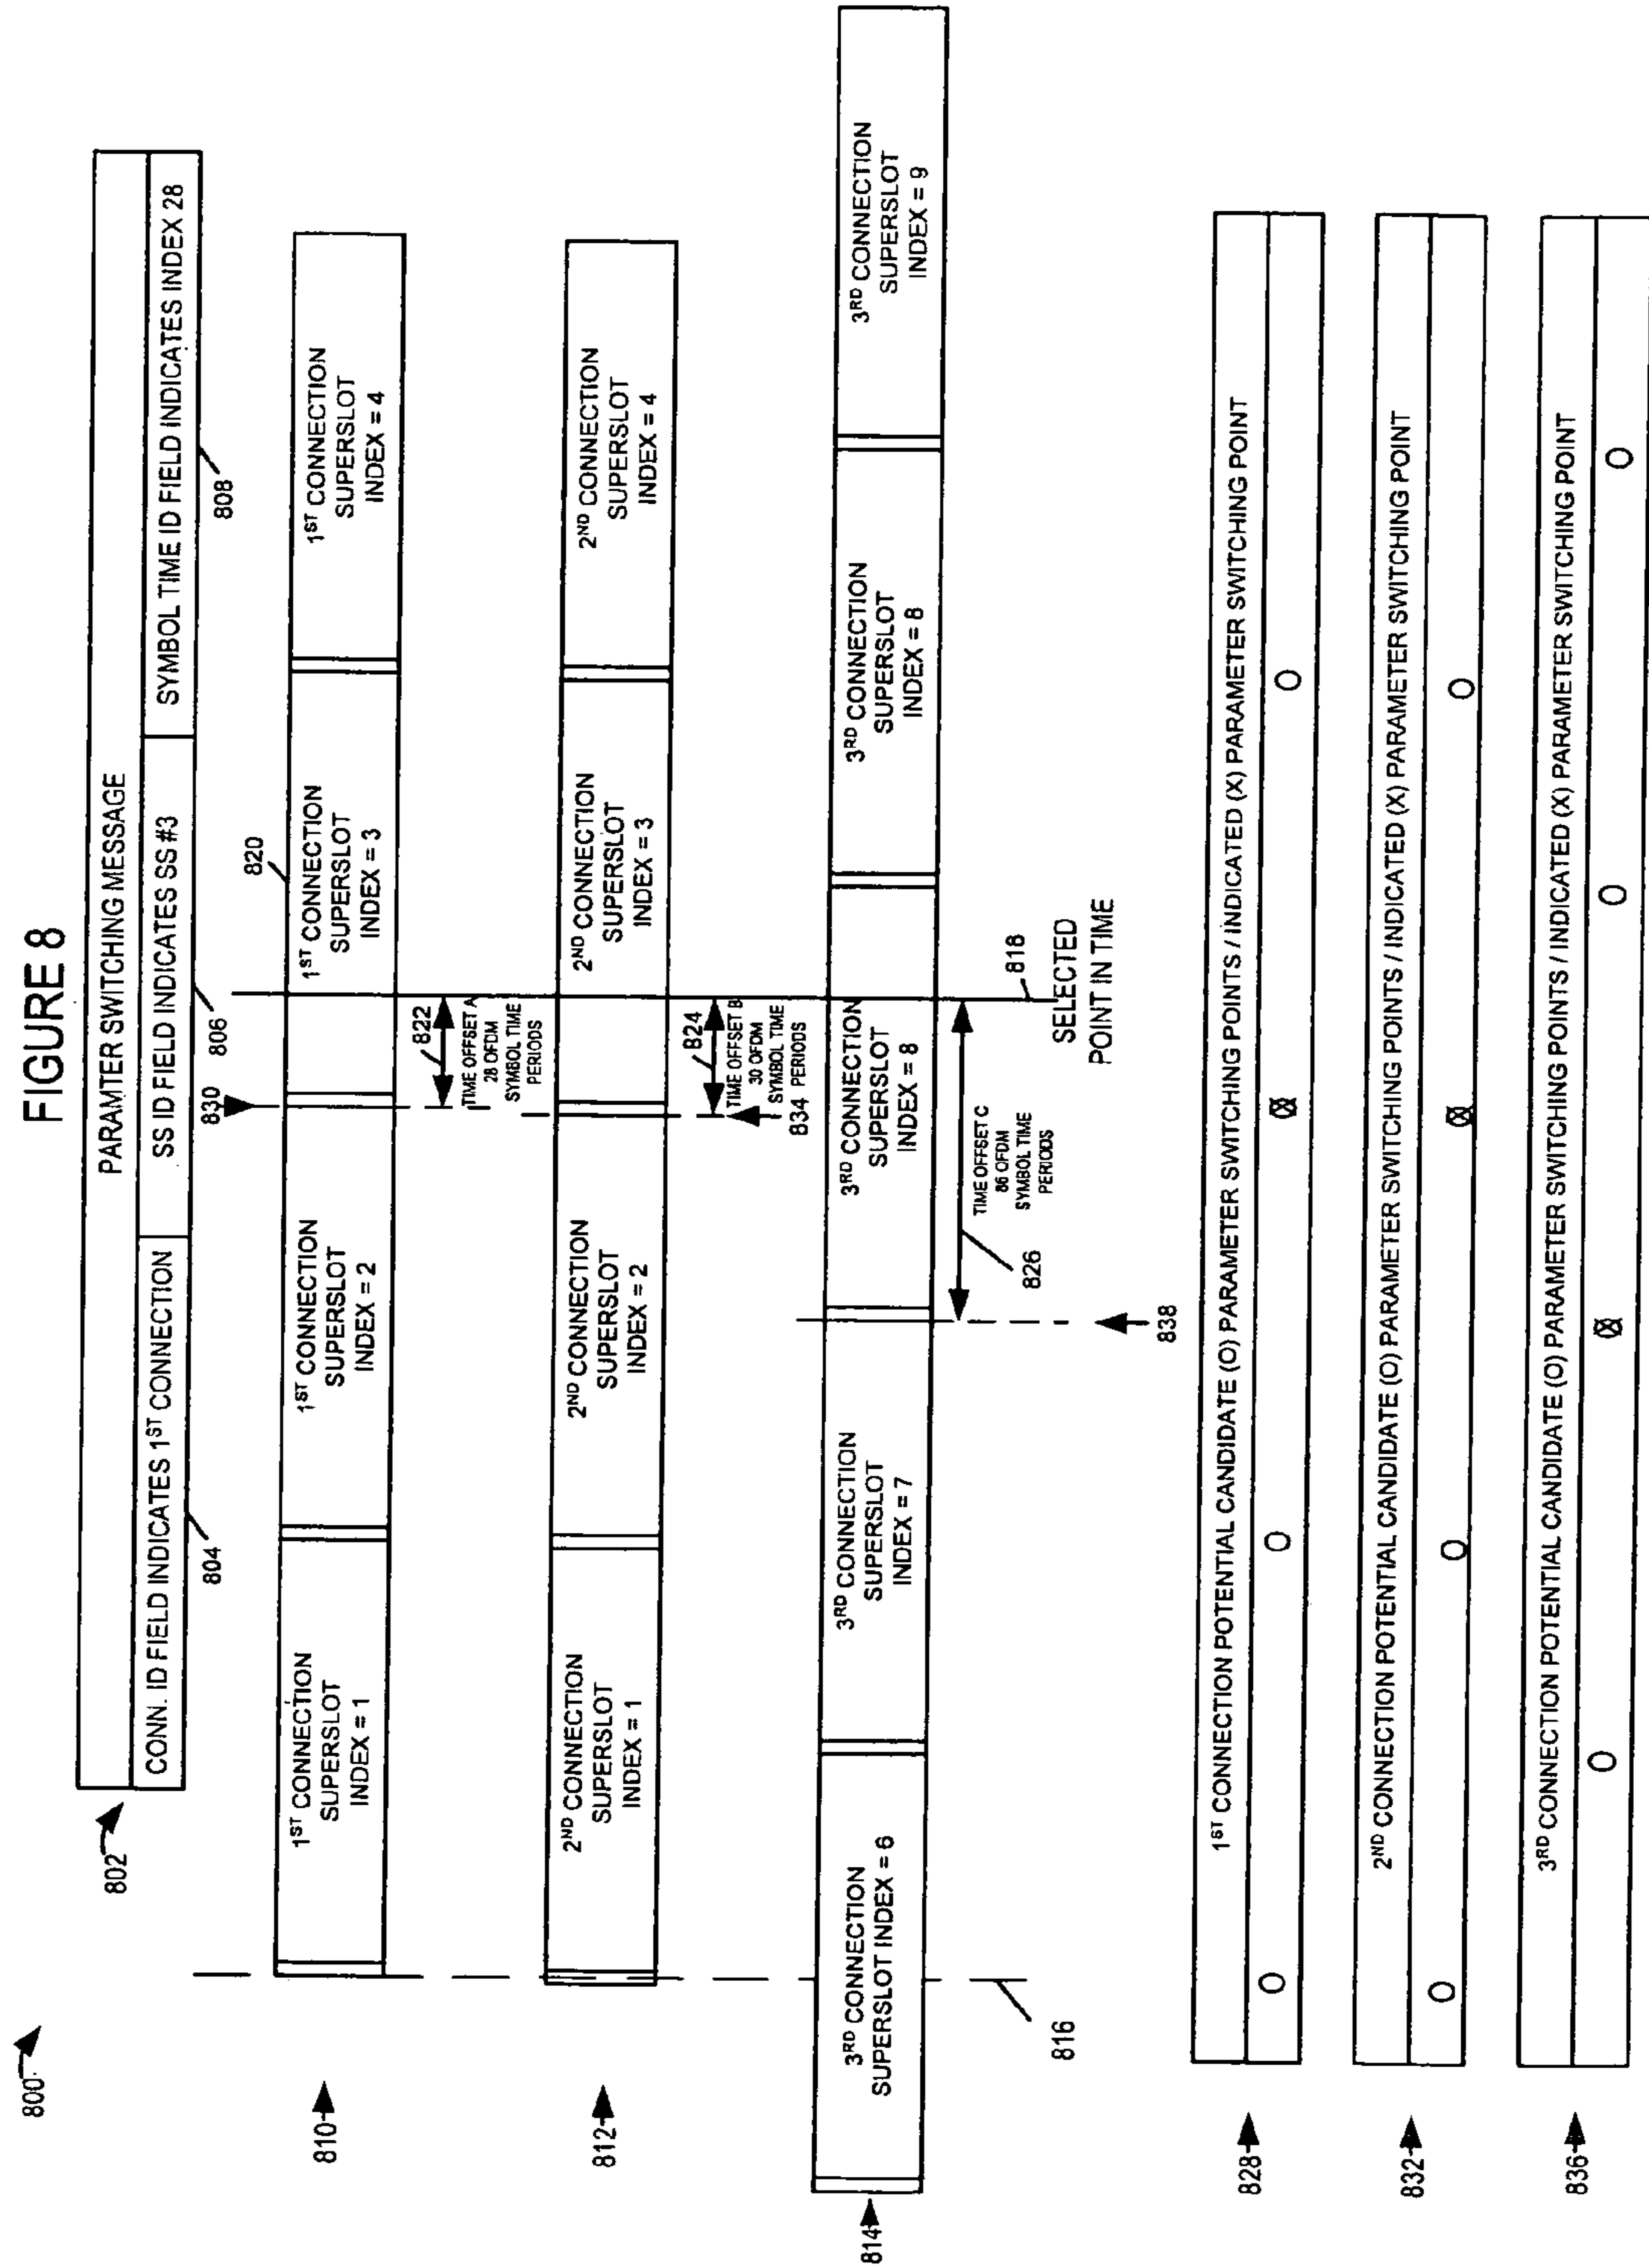 FIGURE 8
800
802
PARAMTER SWITCHING MESSAGE
CONN. ID FIELD INDICATES 1ST CONNECTION
SS ID FIELD INDICATES SS #3
SYMBOL TIME ID FIELD INDICATES INDEX 28
804
806
808
830
820
810
1ST CONNECTION
SUPERSLOT
INDEX = 1
1ST CONNECTION
SUPERSLOT
INDEX = 2
1ST CONNECTION
SUPERSLOT
INDEX = 3
1ST CONNECTION
SUPERSLOT
INDEX = 4
822
TIME OFFSET A
28 OFDM
SYMBOL TIME
PERIODS
812
2ND CONNECTION
SUPERSLOT
INDEX = 1
2ND CONNECTION
SUPERSLOT
INDEX = 2
2ND CONNECTION
SUPERSLOT
INDEX = 3
2ND CONNECTION
SUPERSLOT
INDEX = 4
824
TIME OFFSET B
30 OFDM
SYMBOL TIME
PERIODS
834
814
3RD CONNECTION
SUPERSLOT INDEX = 6
3RD CONNECTION
SUPERSLOT
INDEX = 7
3RD CONNECTION
SUPERSLOT
INDEX = 8
3RD CONNECTION
SUPERSLOT
INDEX = 8
3RD CONNECTION
SUPERSLOT
INDEX = 9
TIME OFFSET C
86 OFDM
SYMBOL TIME
PERIODS
826
818
SELECTED
POINT IN TIME
816
838
828
1ST CONNECTION POTENTIAL CANDIDATE (O) PARAMETER SWITCHING POINTS / INDICATED (X) PARAMETER SWITCH POINT
O O O X O
832
2ND CONNECTION POTENTIAL CANDIDATE (O) PARAMETER SWITCHING POINTS / INDICATED (X) PARAMETER SWITCHING POINT
O O O X O
836
3RD CONNECTION POTENTIAL CANDIDATE (O) PARAMETER SWITCHING POINTS / INDICATED (X) PARAMETER SWITCHING POINT
O O X O O